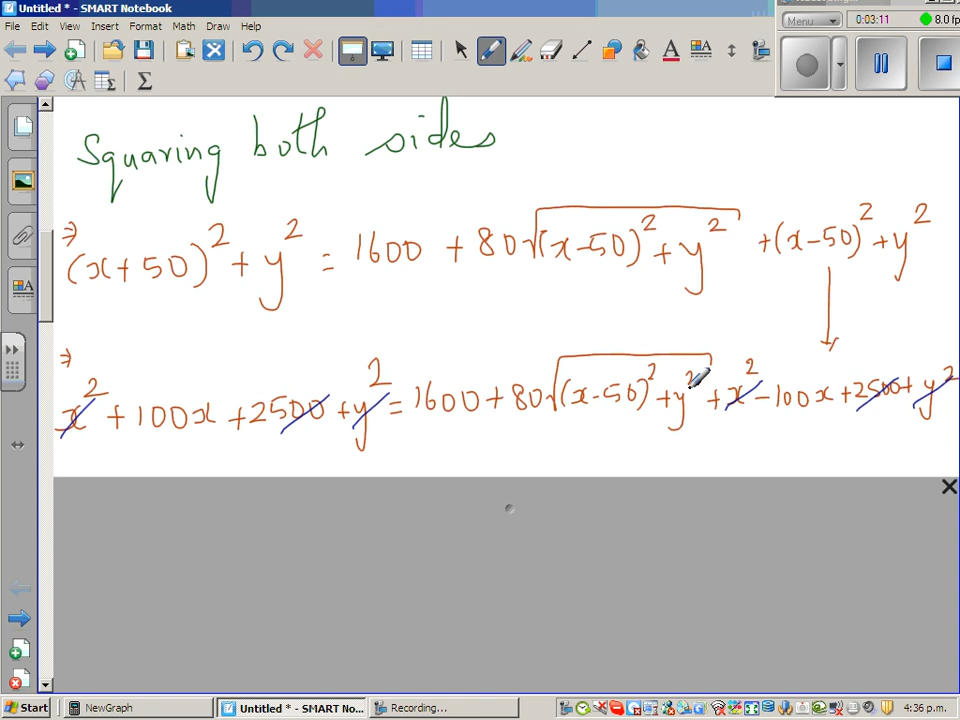 Untitled * - SMART Notebook
File Edit View Insert Format Math Draw Help
Menu 0:03:11 8.0 fp
Squaring both sides
⇒
(x+50)² + y² = 1600 + 80√((x-50)² + y²) + (x-50)² + y²
⇒
x² + 100x + 2500 + y² = 1600 + 80√((x-50)² + y²) + x² - 100x + 2500 + y²
Start NewGraph Untitled * - SMART No... Recording... 4:36 p.m.